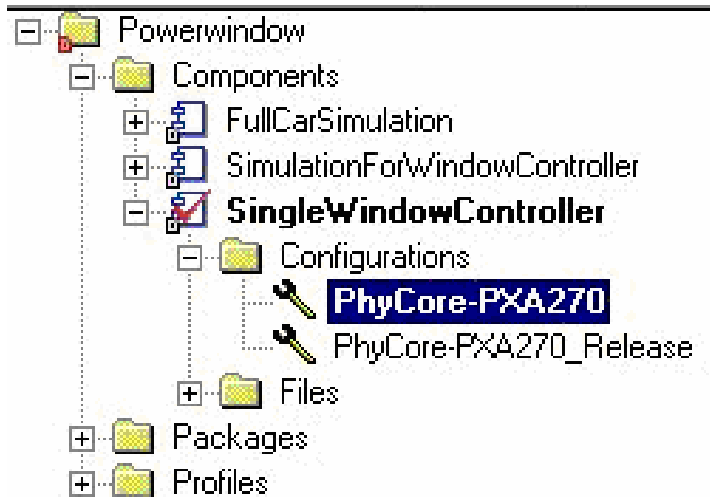 Powerwindow
Components
FullCarSimulation
SimulationForWindowController
SingleWindowController
Configurations
PhyCore-PXA270
PhyCore-PXA270_Release
Files
Packages
Profiles